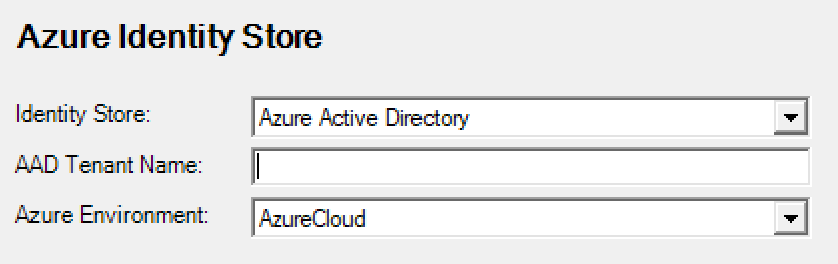 Azure Identity Store
Identity Store: Azure Active Directory
AAD Tenant Name:
Azure Environment: AzureCloud